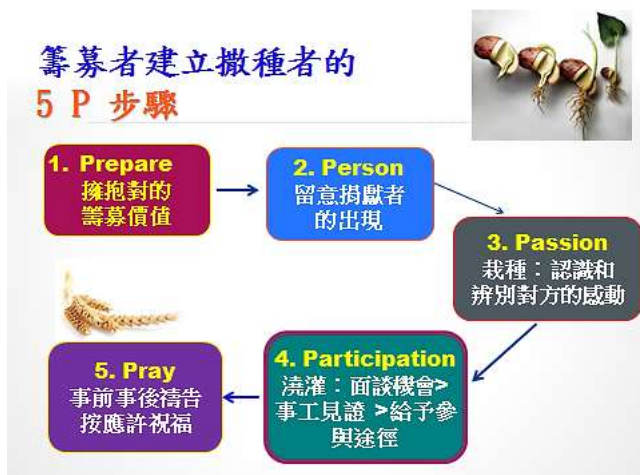 籌募者建立撒種者的
5 P 步驟
1. Prepare
擁抱對的
籌募價值
2. Person
留意捐獻者
的出現
3. Passion
栽种：認識和
辨別對方的感動
4. Participation
澆灌：面談機會>
事工見證 >給予參
與途徑
5. Pray
事前事後禱告
按應許祝福